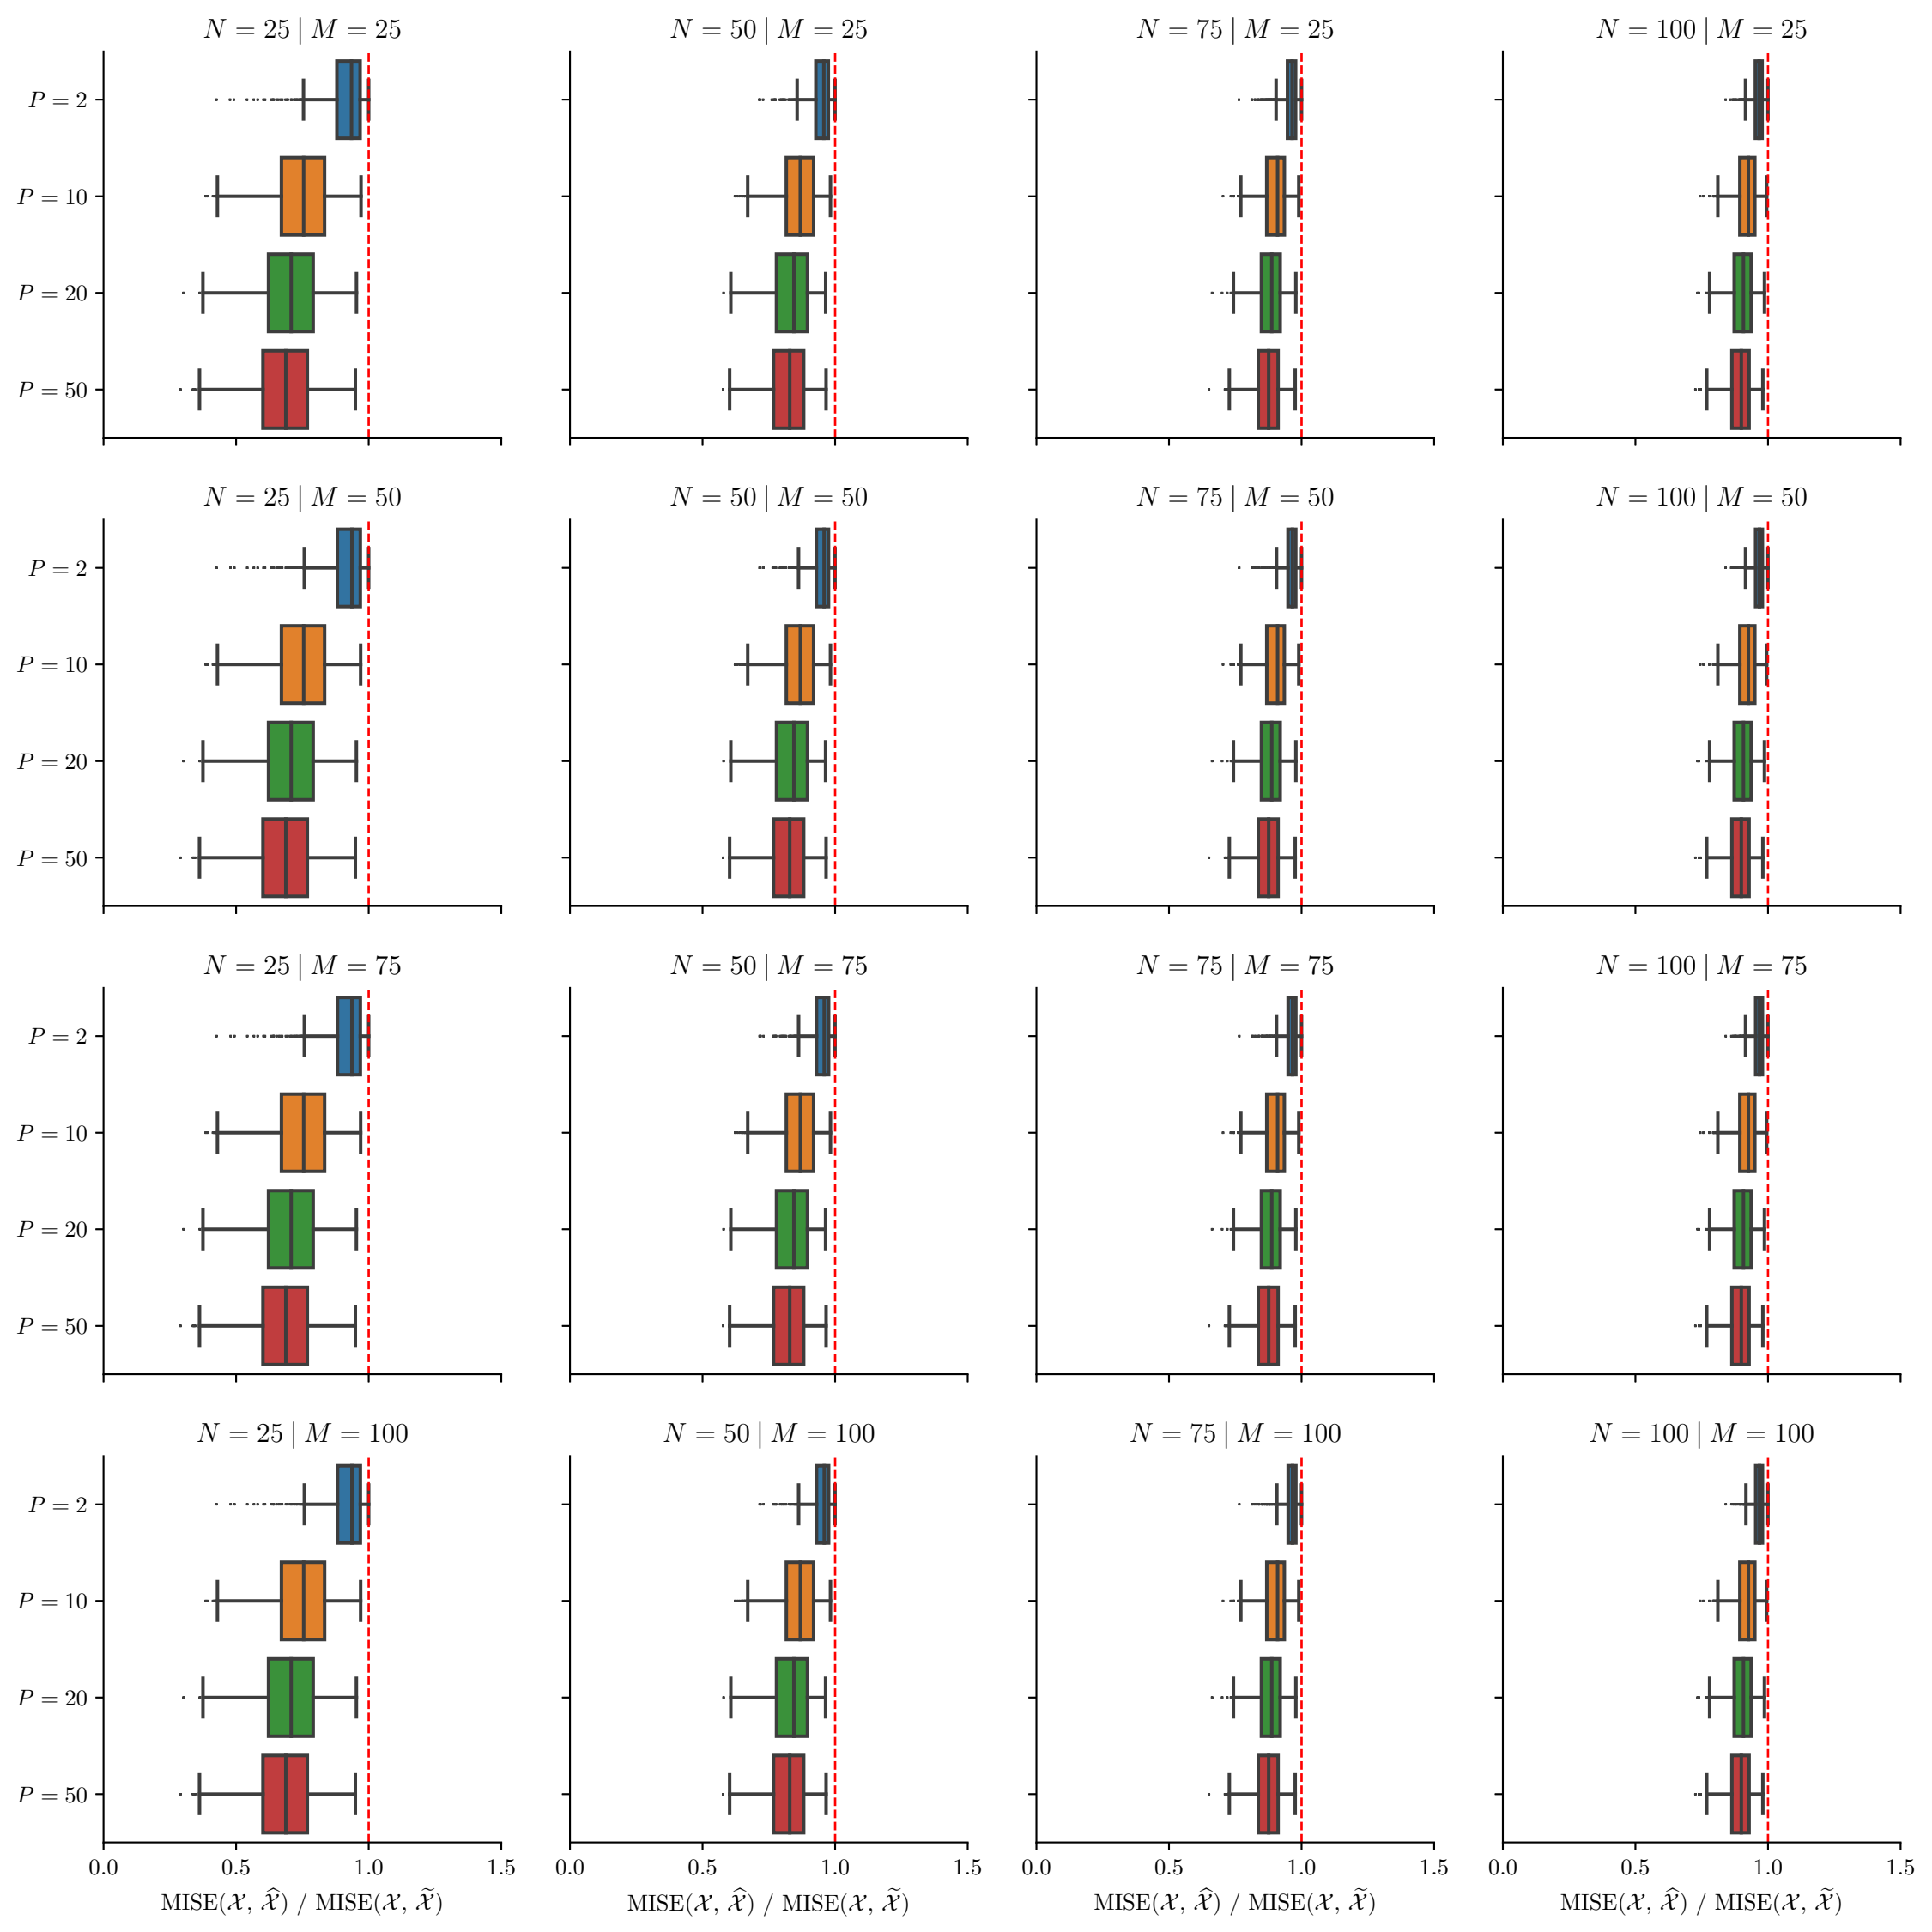 N = 25 | M = 25 N = 50 | M = 25 N = 75 | M = 25 N = 100 | M = 25
P = 2
P = 10
P = 20
P = 50
N = 25 | M = 50 N = 50 | M = 50 N = 75 | M = 50 N = 100 | M = 50
P = 2
P = 10
P = 20
P = 50
N = 25 | M = 75 N = 50 | M = 75 N = 75 | M = 75 N = 100 | M = 75
P = 2
P = 10
P = 20
P = 50
N = 25 | M = 100 N = 50 | M = 100 N = 75 | M = 100 N = 100 | M = 100
P = 2
P = 10
P = 20
P = 50
0.0 0.5 1.0 1.5 0.0 0.5 1.0 1.5 0.0 0.5 1.0 1.5 0.0 0.5 1.0 1.5
MISE(𝒳, 𝒳̂) / MISE(𝒳, 𝒳̃) MISE(𝒳, 𝒳̂) / MISE(𝒳, 𝒳̃) MISE(𝒳, 𝒳̂) / MISE(𝒳, 𝒳̃) MISE(𝒳, 𝒳̂) / MISE(𝒳, 𝒳̃)